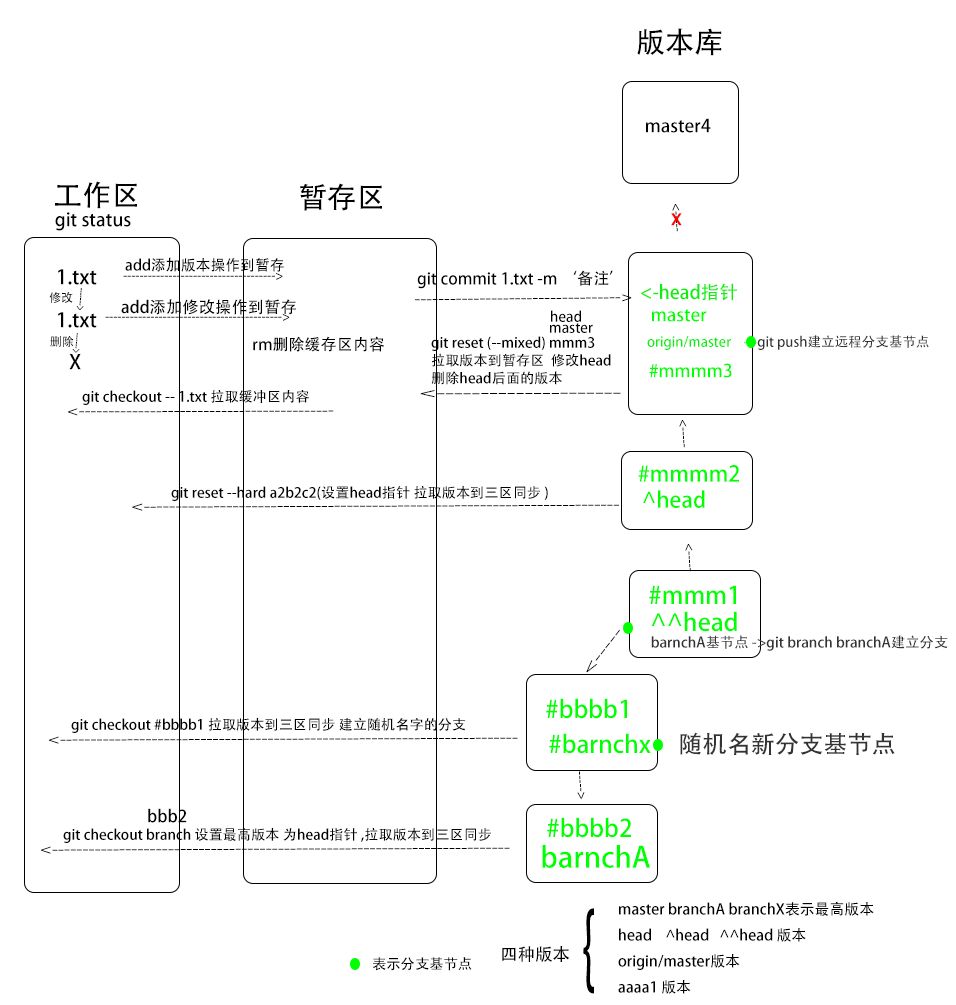 版本库
master4
X
工作区
git status
暂存区
1.txt
add添加版本操作到暂存
修改
1.txt
add添加修改操作到暂存
删除
X
rm删除缓存区内容
git commit 1.txt -m ‘备注’
head
master
git reset (--mixed) mmm3
拉取版本到暂存区 修改head
删除head后面的版本
<-head指针
master
origin/master
git push建立远程分支基节点
#mmmm3
git checkout -- 1.txt 拉取缓冲区内容
#mmmm2
^head
git reset --hard a2b2c2(设置head指针 拉取版本到三区同步 )
#mmm1
^^head
barnchA基节点 ->git branch branchA建立分支
#bbbb1
git checkout #bbbb1 拉取版本到三区同步 建立随机名字的分支
#barnchx
随机名新分支基节点
bbb2
git checkout branch 设置最高版本 为head指针 ,拉取版本到三区同步
#bbbb2
barnchA
表示分支基节点
四种版本
master branchA branchX表示最高版本
head ^head ^^head 版本
origin/master版本
aaaa1 版本